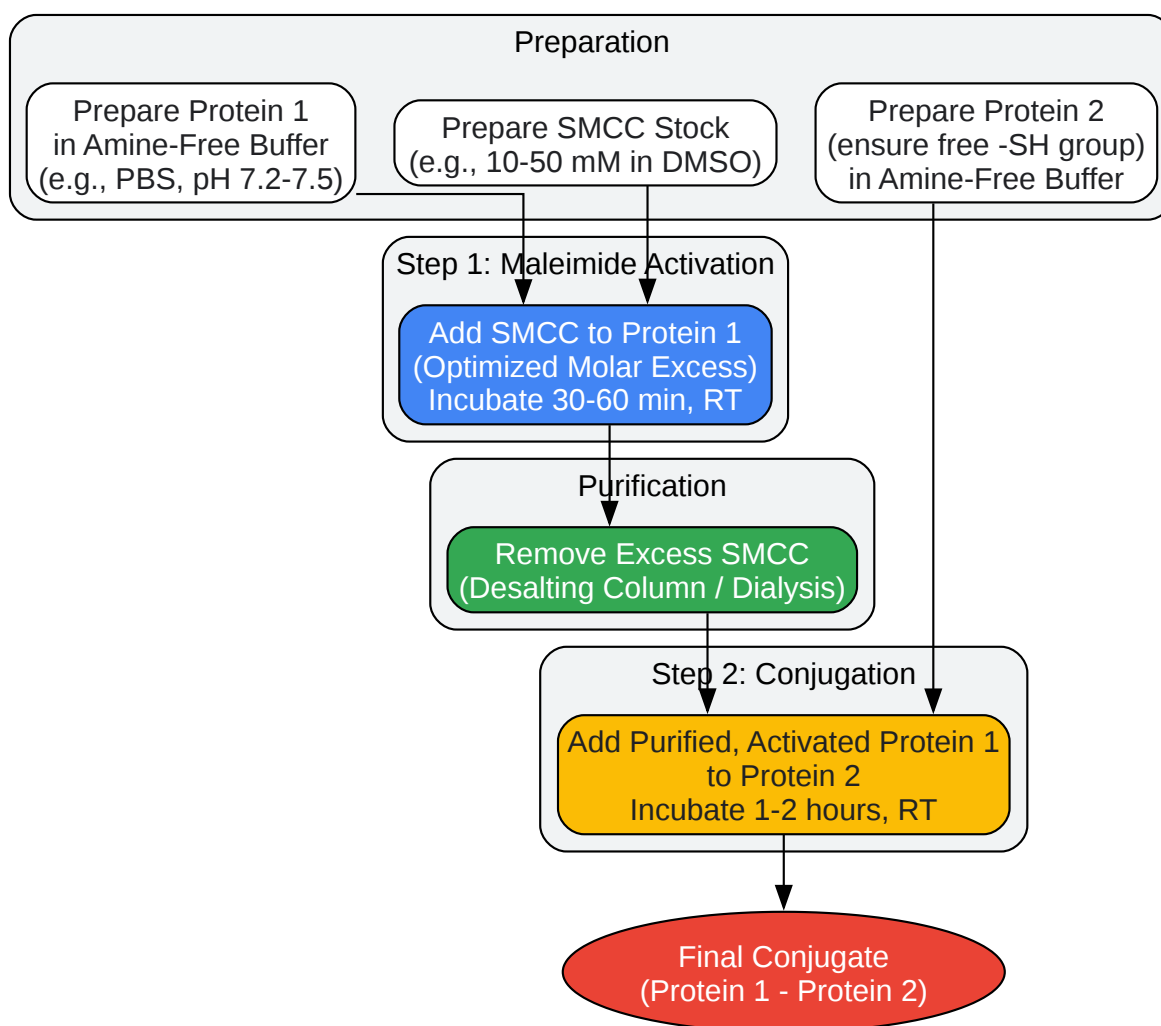 Preparation
Prepare Protein 1
in Amine-Free Buffer
(e.g., PBS, pH 7.2-7.5)
Prepare SMCC Stock
(e.g., 10-50 mM in DMSO)
Prepare Protein 2
(ensure free -SH group)
in Amine-Free Buffer
Step 1: Maleimide Activation
Add SMCC to Protein 1
(Optimized Molar Excess)
Incubate 30-60 min, RT
Purification
Remove Excess SMCC
(Desalting Column / Dialysis)
Step 2: Conjugation
Add Purified, Activated Protein 1
to Protein 2
Incubate 1-2 hours, RT
Final Conjugate
(Protein 1 - Protein 2)